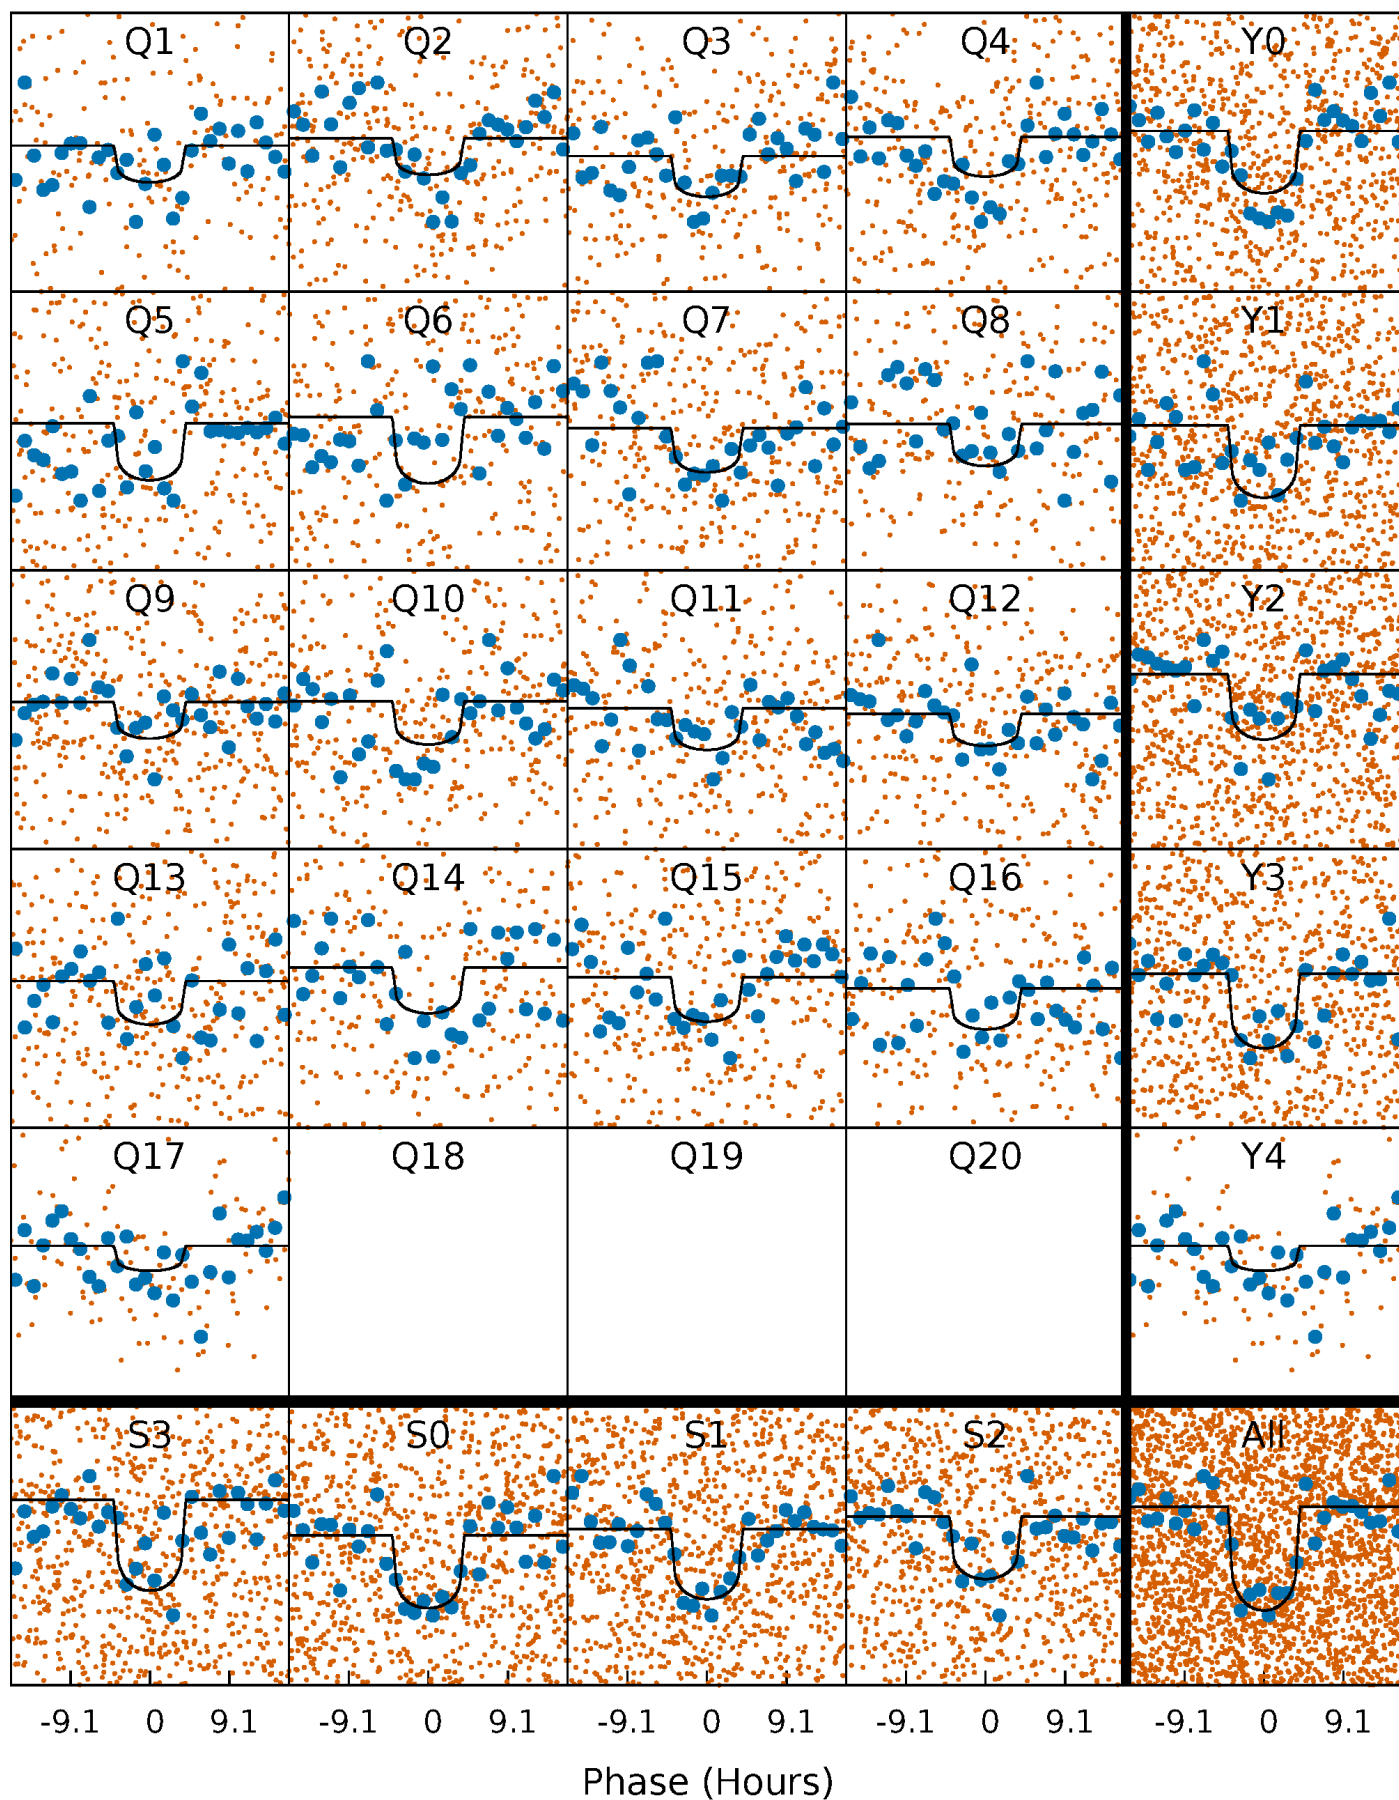 Q1 Q2 Q3 Q4 Y0
Q5 Q6 Q7 Q8 Y1
Q9 Q10 Q11 Q12 Y2
Q13 Q14 Q15 Q16 Y3
Q17 Q18 Q19 Q20 Y4
S3 S0 S1 S2 All
-9.1 0 9.1 -9.1 0 9.1 -9.1 0 9.1 -9.1 0 9.1 -9.1 0 9.1
Phase (Hours)